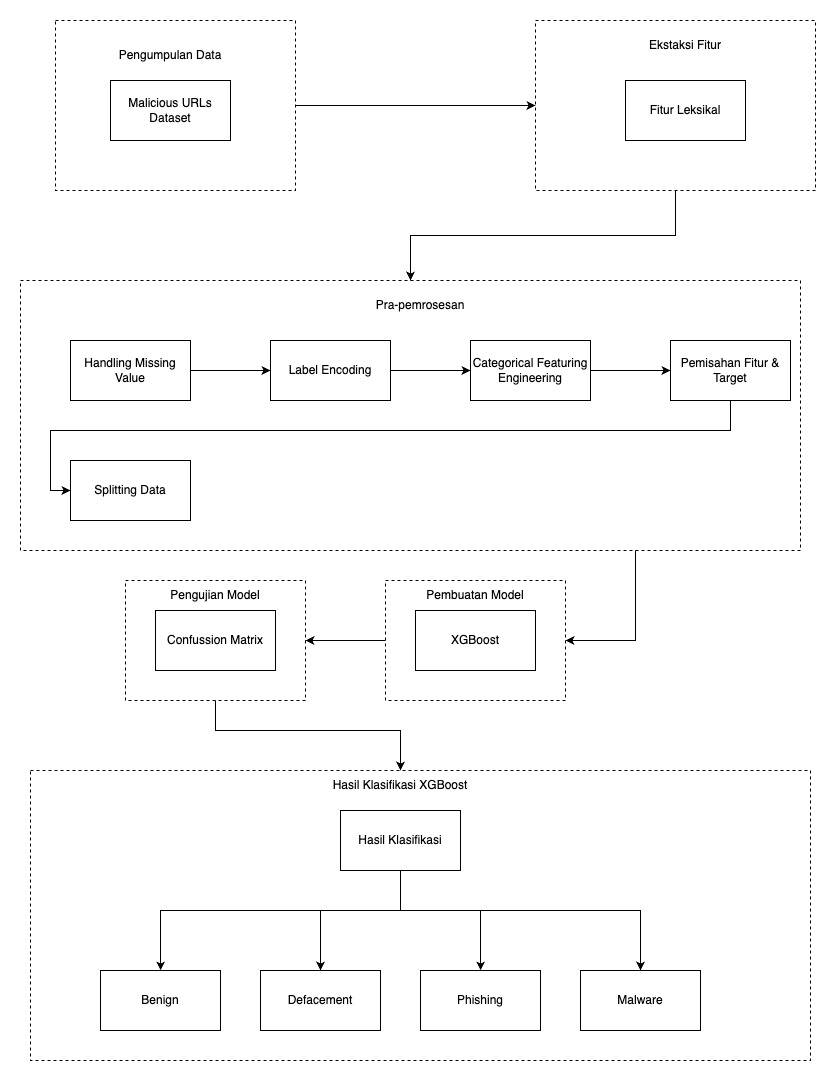 Pengumpulan Data
Malicious URLs
Dataset
Ekstaksi Fitur
Fitur Leksikal
Pra-pemrosesan
Handling Missing
Value
Label Encoding
Categorical Featuring
Engineering
Pemisahan Fitur &
Target
Splitting Data
Pengujian Model
Confussion Matrix
Pembuatan Model
XGBoost
Hasil Klasifikasi XGBoost
Hasil Klasifikasi
Benign
Defacement
Phishing
Malware